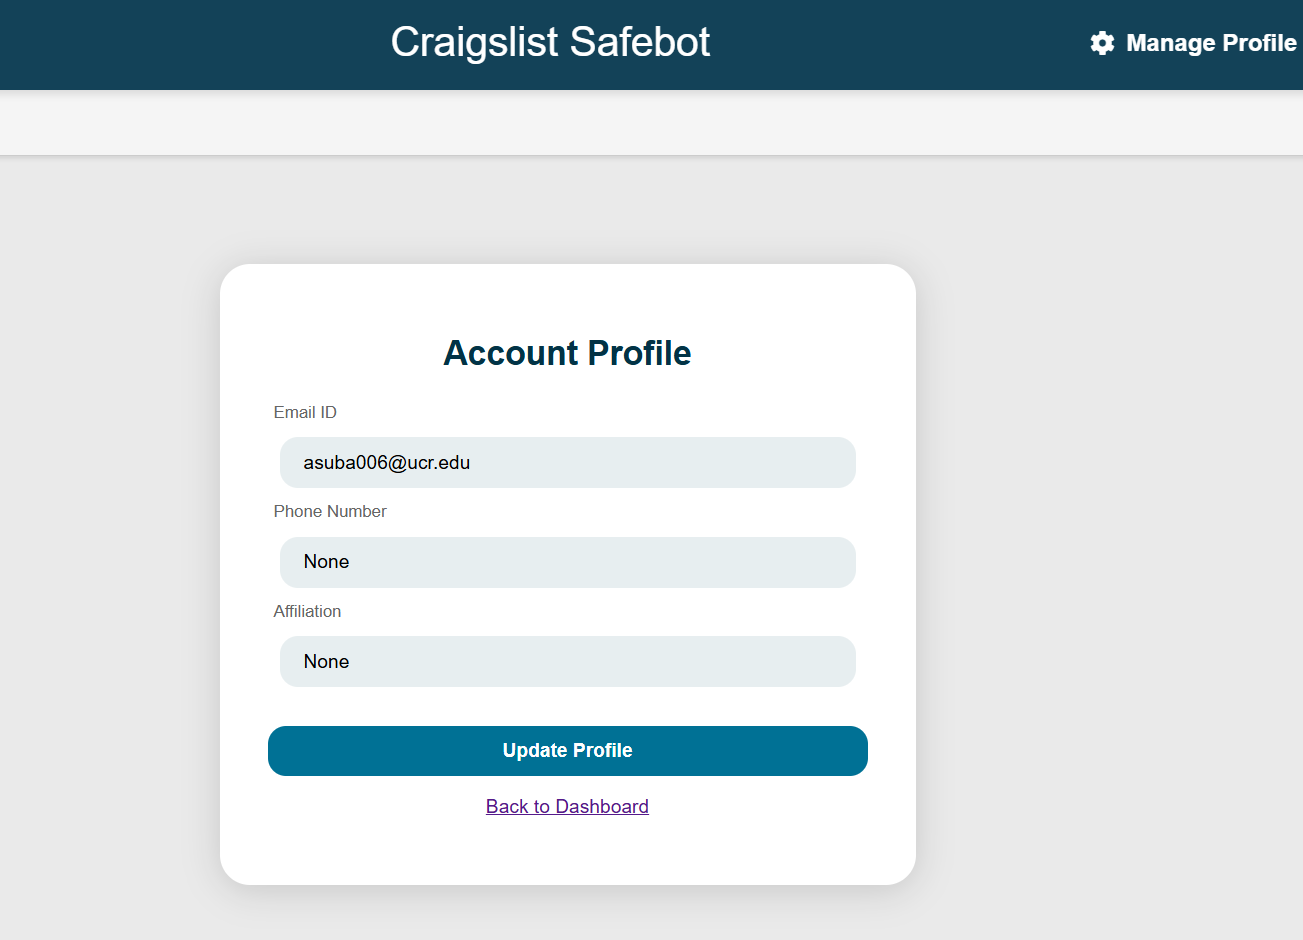 Craigslist Safebot
Manage Profile
Account Profile
Email ID
asuba006@ucr.edu
Phone Number
None
Affiliation
None
Update Profile
Back to Dashboard